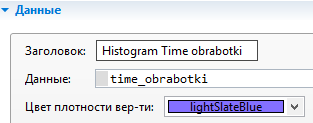 Данные
Заголовок: Histogram Time obrabotki
Данные: time_obrabotki
Цвет плотности вер-ти: lightSlateBlue